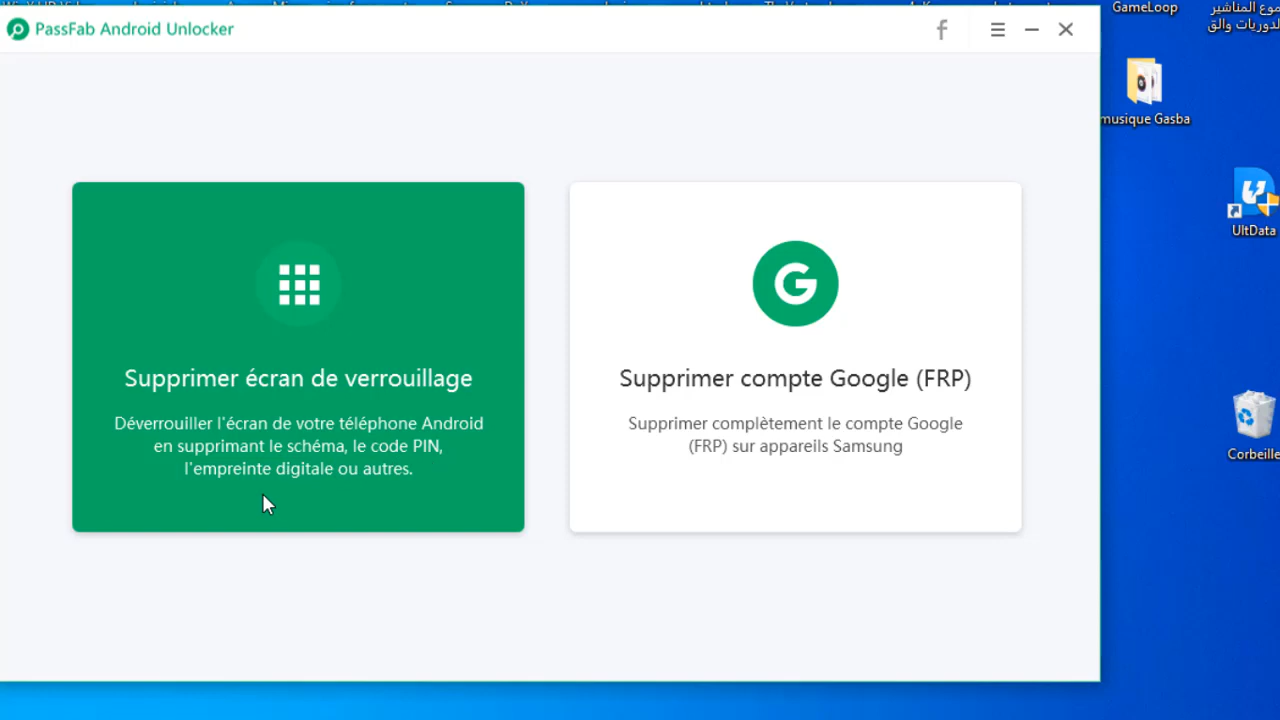 PassFab Android Unlocker
GameLoop
musique Gasba
UltData
Corbeille
Supprimer écran de verrouillage
Déverrouiller l'écran de votre téléphone Android
en supprimant le schéma, le code PIN,
l'empreinte digitale ou autres.
Supprimer compte Google (FRP)
Supprimer complètement le compte Google
(FRP) sur appareils Samsung